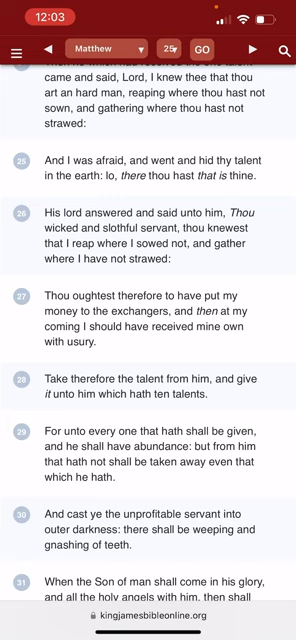 12:03
Matthew
25
GO
Then he which had received the one talent
came and said, Lord, I knew thee that thou
art an hard man, reaping where thou hast not
sown, and gathering where thou hast not
strawed:
25 And I was afraid, and went and hid thy talent
in the earth: lo, there thou hast that is thine.
26 His lord answered and said unto him, Thou
wicked and slothful servant, thou knewest
that I reap where I sowed not, and gather
where I have not strawed:
27 Thou oughtest therefore to have put my
money to the exchangers, and then at my
coming I should have received mine own
with usury.
28 Take therefore the talent from him, and give
it unto him which hath ten talents.
29 For unto every one that hath shall be given,
and he shall have abundance: but from him
that hath not shall be taken away even that
which he hath.
30 And cast ye the unprofitable servant into
outer darkness: there shall be weeping and
gnashing of teeth.
31 When the Son of man shall come in his glory,
and all the holy angels with him, then shall
kingjamesbibleonline.org